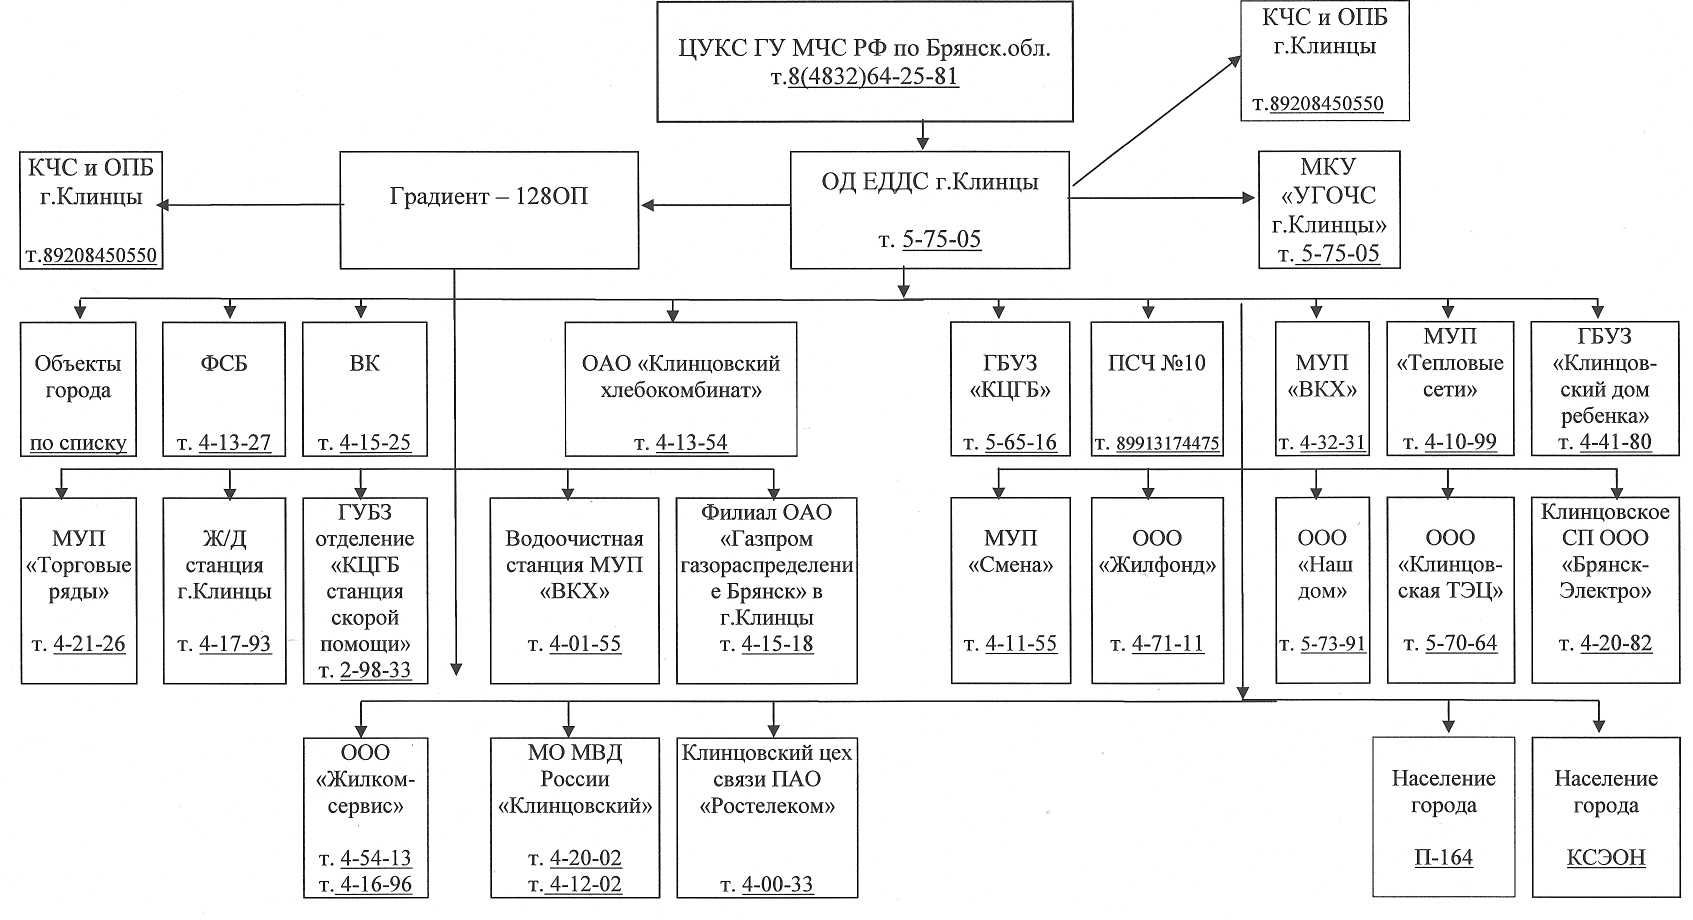 ЦУКС ГУ МЧС РФ по Брянск.обл.
т.8(4832)64-25-81
КЧС и ОПБ
г.Клинцы
т.89208450550
КЧС и ОПБ
г.Клинцы
т.89208450550
Градиент – 128ОП
ОД ЕДДС г.Клинцы
т. 5-75-05
МКУ
«УГОЧС
г.Клинцы»
т. 5-75-05
Объекты
города
по списку
ФСБ
т. 4-13-27
ВК
т. 4-15-25
ОАО «Клинцовский
хлебокомбинат»
т. 4-13-54
ГБУЗ
«КЦГБ»
т. 5-65-16
ПСЧ №10
т. 89913174475
МУП
«ВКХ»
т. 4-32-31
МУП
«Тепловые
сети»
т. 4-10-99
ГБУЗ
«Клинцов-
ский дом
ребенка»
т. 4-41-80
МУП
«Торговые
ряды»
т. 4-21-26
Ж/Д
станция
г.Клинцы
т. 4-17-93
ГУБЗ
отделение
«КЦГБ
станция
скорой
помощи»
т. 2-98-33
Водоочистная
станция МУП
«ВКХ»
т. 4-01-55
Филиал ОАО
«Газпром
газораспределени
е Брянск» в
г.Клинцы
т. 4-15-18
МУП
«Смена»
т. 4-11-55
ООО
«Жилфонд»
т. 4-71-11
ООО
«Наш
дом»
т. 5-73-91
ООО
«Клинцов-
ская ТЭЦ»
т. 5-70-64
Клинцовское
СП ООО
«Брянск-
Электро»
т. 4-20-82
ООО
«Жилком-
сервис»
т. 4-54-13
т. 4-16-96
МО МВД
России
«Клинцовский»
т. 4-20-02
т. 4-12-02
Клинцовский цех
связи ПАО
«Ростелеком»
т. 4-00-33
Население
города
П-164
Население
города
КСЭОН